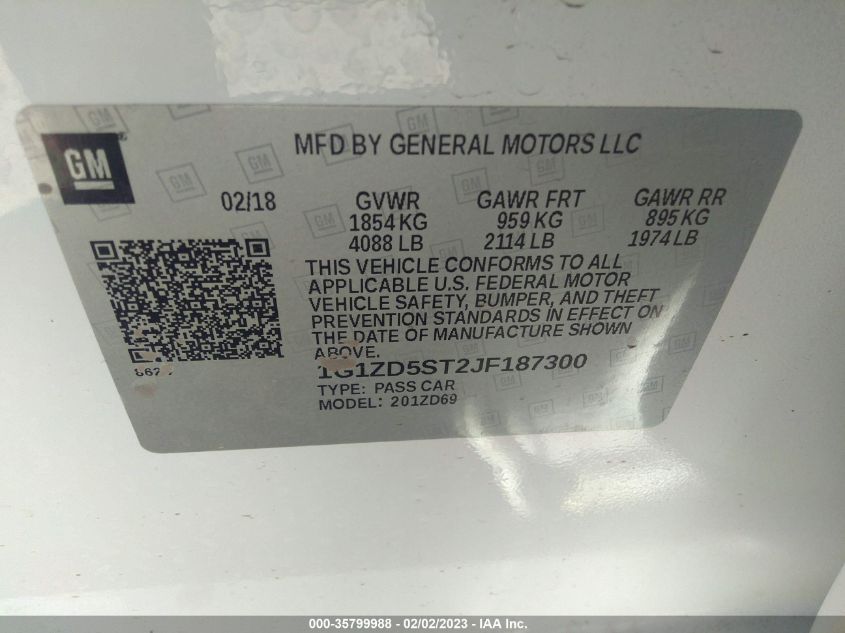 GM
MFD BY GENERAL MOTORS LLC
02/18 GVWR GAWR FRT GAWR RR
1854 KG 959 KG 895 KG
4088 LB 2114 LB 1974 LB
THIS VEHICLE CONFORMS TO ALL
APPLICABLE U.S. FEDERAL MOTOR
VEHICLE SAFETY, BUMPER, AND THEFT
PREVENTION STANDARDS IN EFFECT ON
THE DATE OF MANUFACTURE SHOWN
ABOVE.
1G1ZD5ST2JF187300
TYPE: PASS CAR
MODEL: 201ZD69
000-35799988 - 02/02/2023 - IAA Inc.